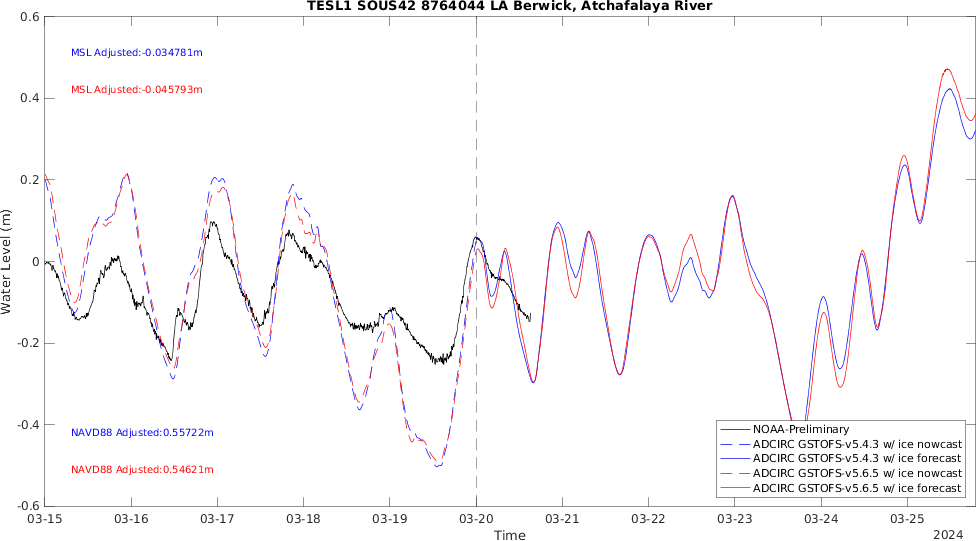 TESL1 SOUS42 8764044 LA Berwick, Atchafalaya River
0.6
0.4
0.2
0
-0.2
-0.4
-0.6
Water Level (m)
MSL Adjusted:-0.034781m
MSL Adjusted:-0.045793m
NAVD88 Adjusted:0.55722m
NAVD88 Adjusted:0.54621m
NOAA-Preliminary
ADCIRC GSTOFS-v5.4.3 w/ ice nowcast
ADCIRC GSTOFS-v5.4.3 w/ ice forecast
ADCIRC GSTOFS-v5.6.5 w/ ice nowcast
ADCIRC GSTOFS-v5.6.5 w/ ice forecast
03-15 03-16 03-17 03-18 03-19 03-20 03-21 03-22 03-23 03-24 03-25
Time
2024